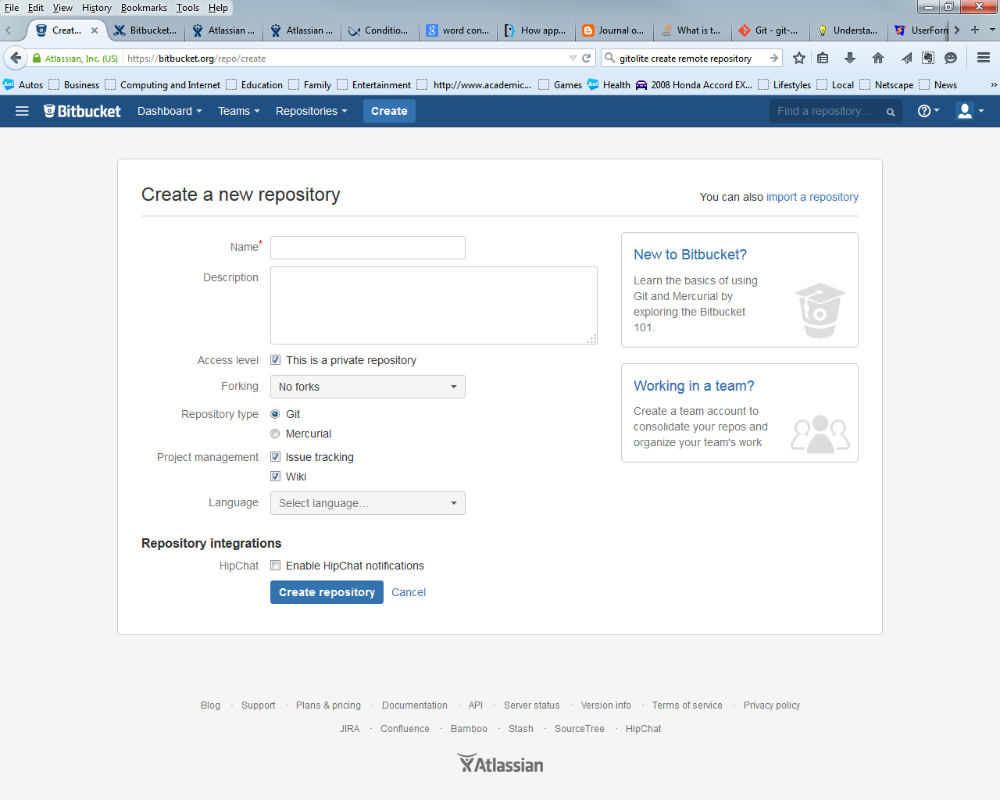 File Edit View History Bookmarks Tools Help
Creat... Bitbucket... Atlassian ... Atlassian ... Conditio... word con... How app... Journal o... What is t... Git - git-... Understa... UserForm
Atlassian, Inc. (US) https://bitbucket.org/repo/create gitolite create remote repository
Autos Business Computing and Internet Education Family Entertainment http://www.academic... Games Health 2008 Honda Accord EX... Lifestyles Local Netscape News
Bitbucket Dashboard Teams Repositories Create Find a repository...
Create a new repository
You can also import a repository
Name*
Description
Access level This is a private repository
Forking No forks
Repository type Git
Mercurial
Project management Issue tracking
Wiki
Language Select language...
Repository integrations
HipChat Enable HipChat notifications
Create repository Cancel
New to Bitbucket?
Learn the basics of using
Git and Mercurial by
exploring the Bitbucket
101.
Working in a team?
Create a team account to
consolidate your repos and
organize your team's work
Blog · Support · Plans & pricing · Documentation · API · Server status · Version info · Terms of service · Privacy policy
JIRA · Confluence · Bamboo · Stash · SourceTree · HipChat
Atlassian